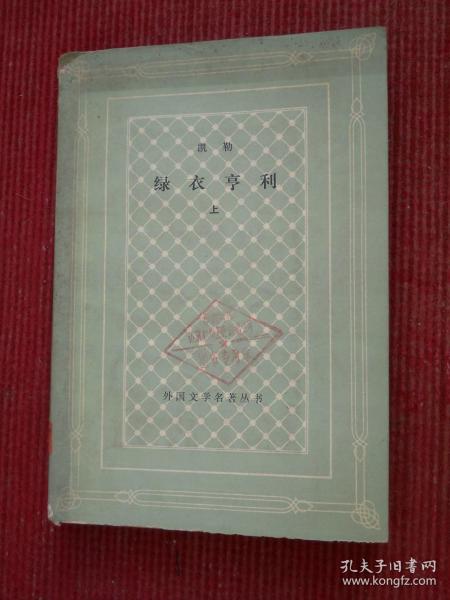 凯勒
绿衣亨利
上
外国文学名著丛书
孔夫子旧书网
www.kongfz.com